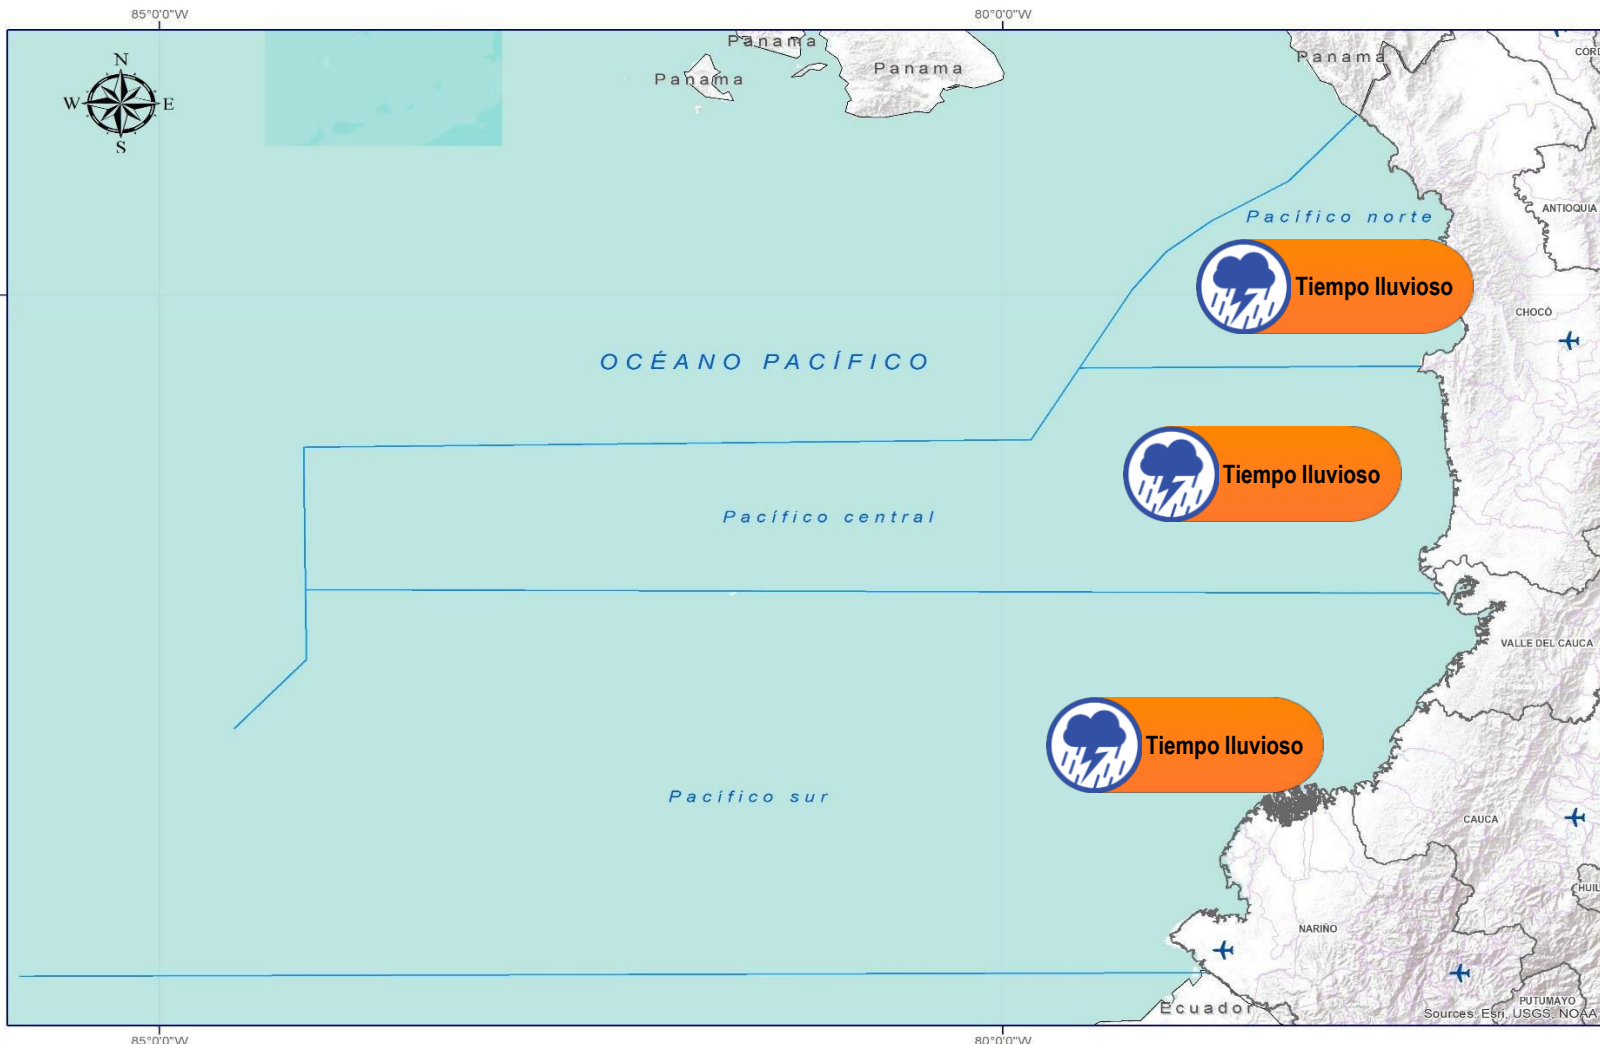 85°0'0"W
80°0'0"W
N
W
E
S
Panama
Panama
Panama
Panama
ANTIOQUIA
Pacífico norte
Tiempo lluvioso
CHOCÓ
OCÉANO PACÍFICO
Tiempo lluvioso
Pacífico central
VALLE DEL CAUCA
Tiempo lluvioso
Pacífico sur
CAUCA
HUIL
NARIÑO
PUTUMAYO
Ecuador
Sources: Esri, USGS, NOAA
85°0'0"W
80°0'0"W